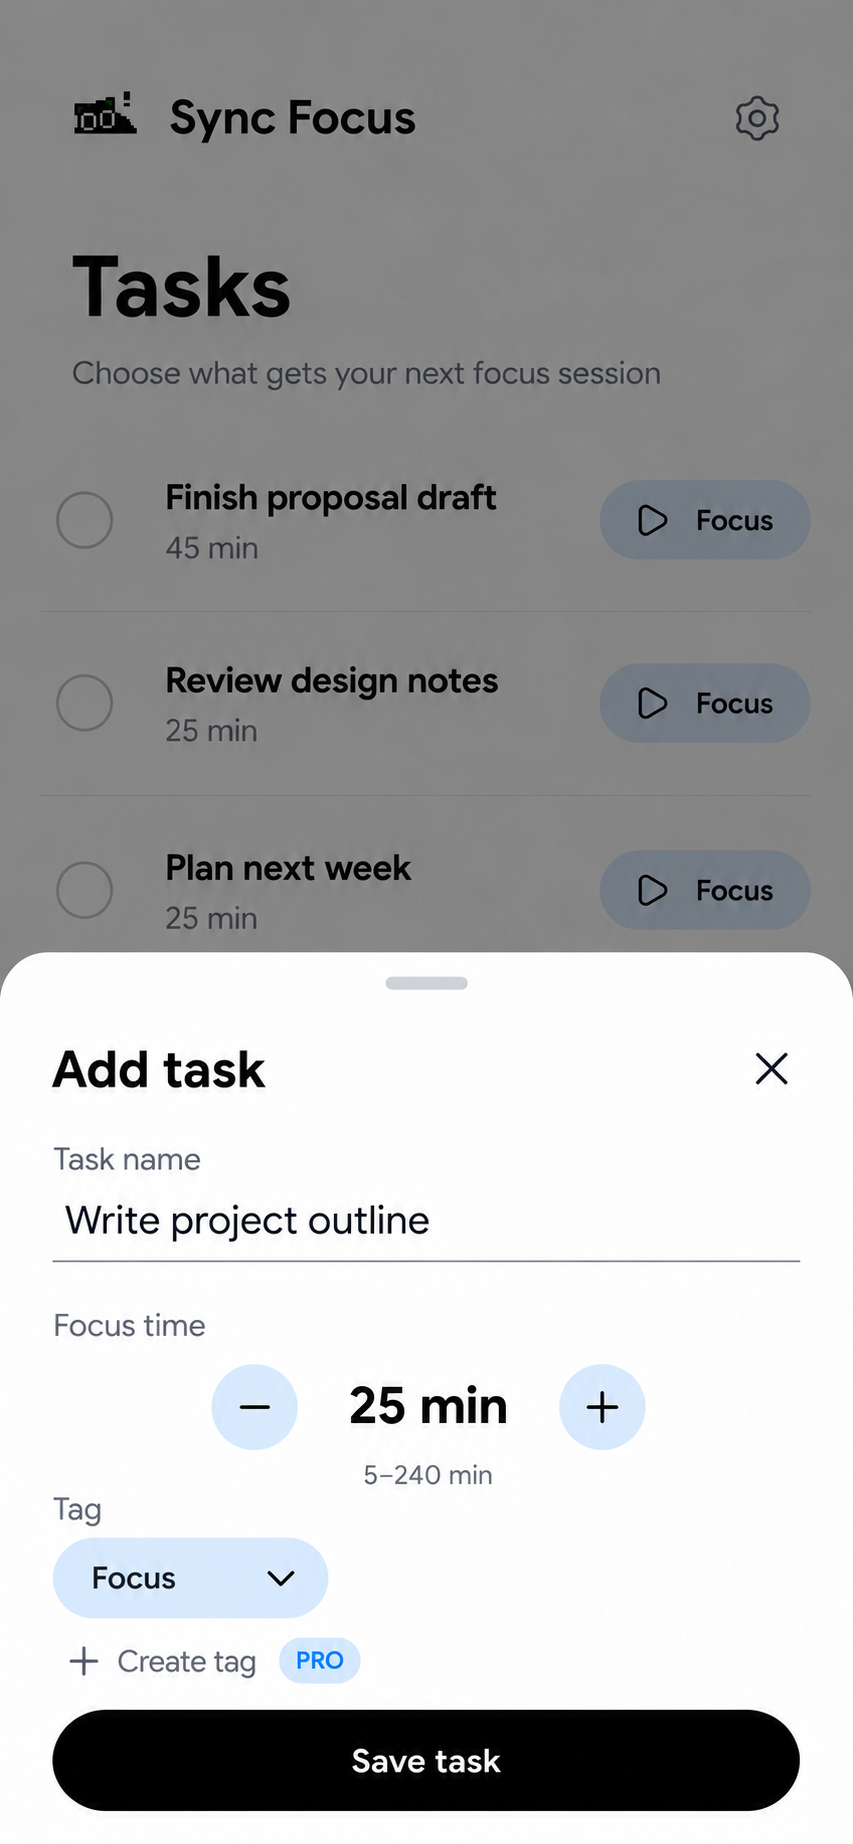 Sync Focus
Tasks
Choose what gets your next focus session
Finish proposal draft
45 min
Focus
Review design notes
25 min
Focus
Plan next week
25 min
Focus
Add task
Task name
Write project outline
Focus time
25 min
5–240 min
Tag
Focus
Create tag PRO
Save task